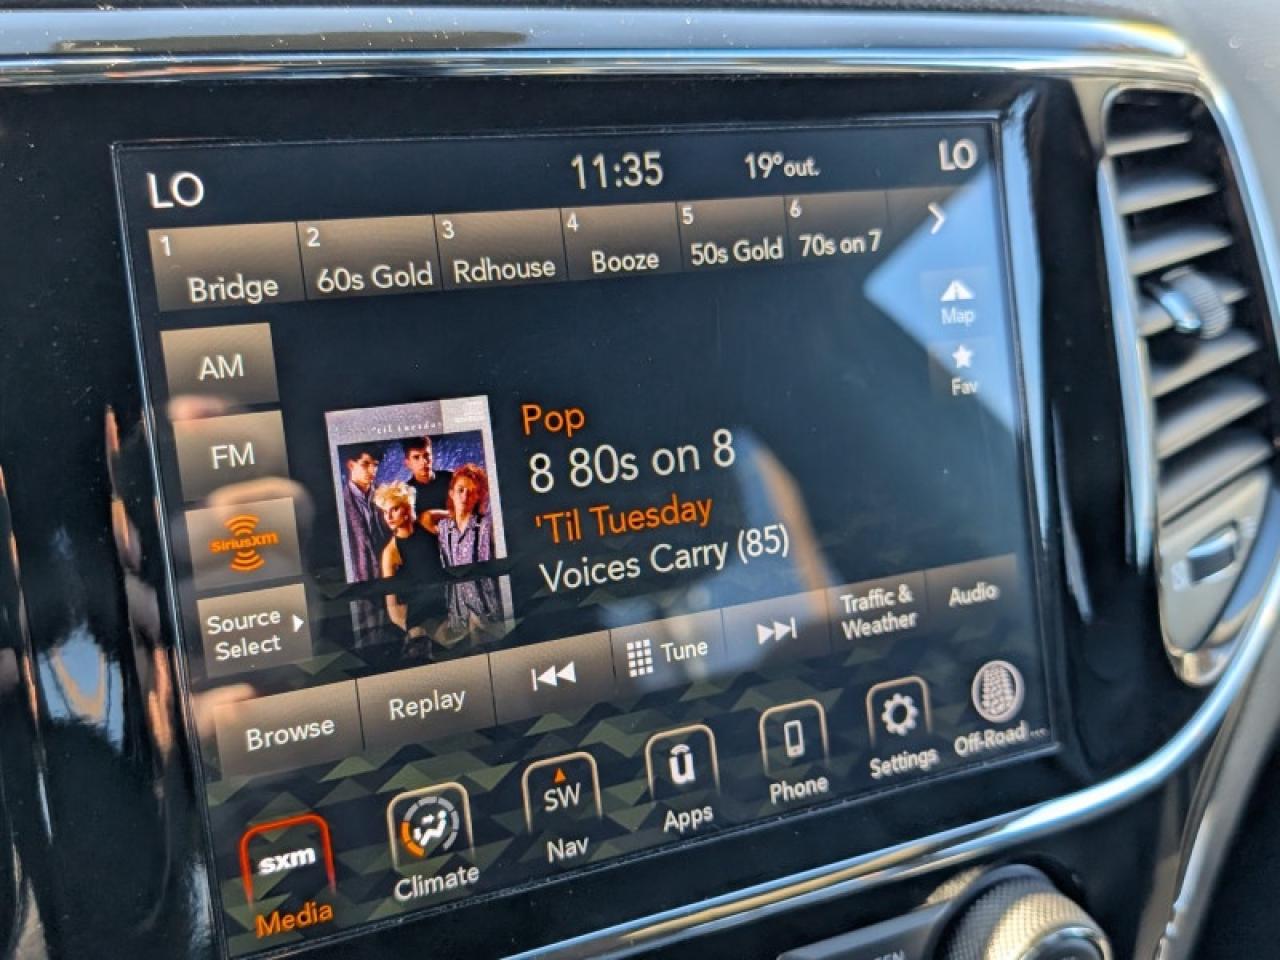 LO 11:35 19°out. LO
1 Bridge 2 60s Gold 3 Rdhouse 4 Booze 5 50s Gold 6 70s on 7
Map
Fav
AM
FM
SiriusXM
Source
Select
'til tuesday
Pop
8 80s on 8
'Til Tuesday
Voices Carry (85)
Browse Replay Tune Traffic &
Weather Audio
sxm
Media
Climate
SW
Nav
Apps
Phone
Settings
Off-Road ...